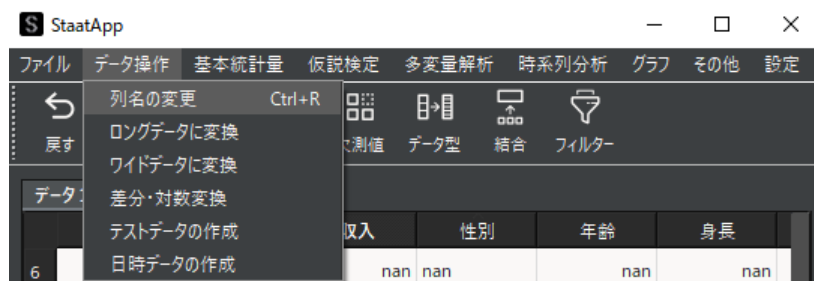 S StaatApp
ファイル データ操作 基本統計量 仮説検定 多変量解析 時系列分析 グラフ その他 設定
列名の変更 Ctrl+R
ロングデータに変換
ワイドデータに変換
差分・対数変換
テストデータの作成
日時データの作成
戻す 欠測値 データ型 結合 フィルター
データ
収入 性別 年齢 身長
6 nan nan nan nan